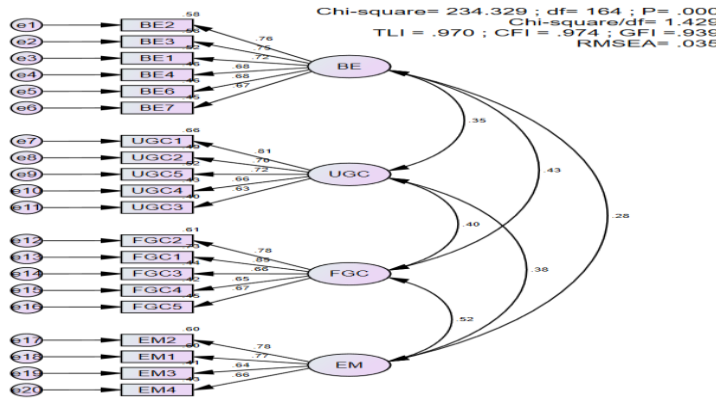 Chi-square= 234.329 ; df= 164 ; P= .000
Chi-square/df= 1.429
TLI = .970 ; CFI = .974 ; GFI =.939
RMSEA= .035
.58
e1 BE2 .76
e2 BE3 .75
e3 BE1 .72
e4 BE4 .68
e5 BE6 .68
e6 BE7 .67
BE
.35
.43
.28
.66
e7 UGC1 .81
e8 UGC2 .70
e9 UGC5 .72
e10 UGC4 .66
e11 UGC3 .63
UGC
.40
.38
.61
e12 FGC2 .78
e13 FGC1 .85
e14 FGC3 .66
e15 FGC4 .65
e16 FGC5 .67
FGC
.52
.60
e17 EM2 .78
e18 EM1 .77
e19 EM3 .64
e20 EM4 .66
EM